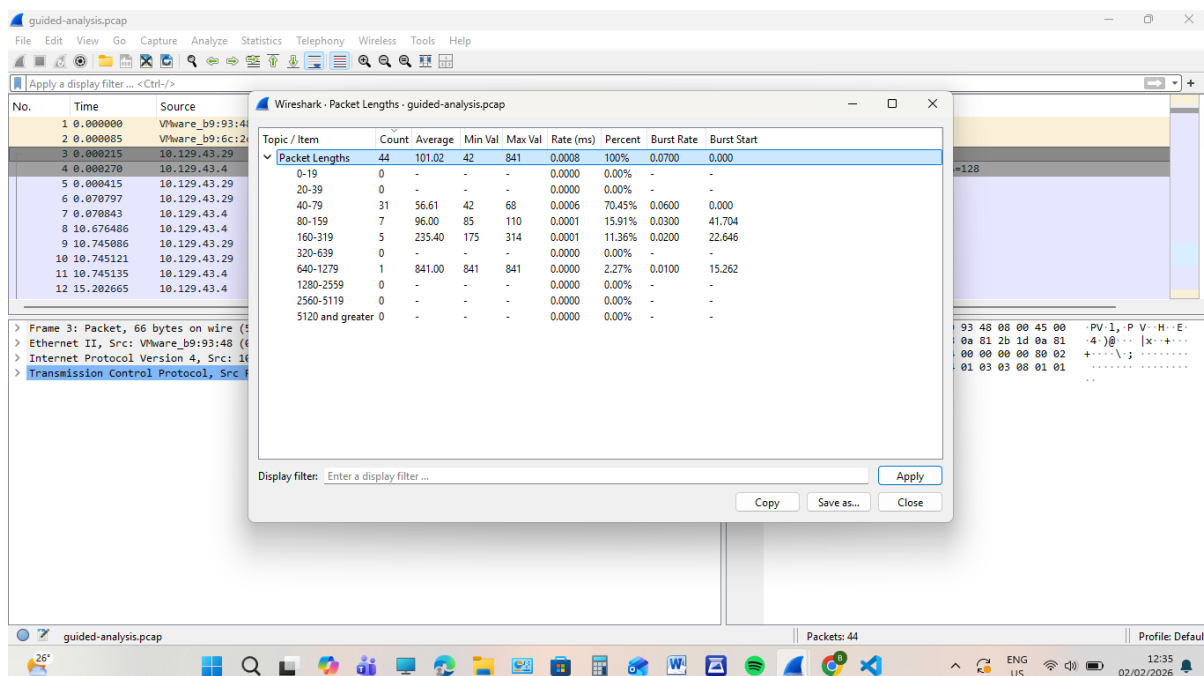 guided-analysis.pcap
File Edit View Go Capture Analyze Statistics Telephony Wireless Tools Help
Apply a display filter ... <Ctrl-/>
No. Time Source
1 0.000000 VMware_b9:93:48
2 0.000085 VMware_b9:6c:2
3 0.000215 10.129.43.29
4 0.000270 10.129.43.4 =128
5 0.000415 10.129.43.29
6 0.070797 10.129.43.29
7 0.070843 10.129.43.4
8 10.676486 10.129.43.4
9 10.745086 10.129.43.29
10 10.745121 10.129.43.29
11 10.745135 10.129.43.4
12 15.202665 10.129.43.4
Wireshark · Packet Lengths · guided-analysis.pcap
Topic / Item Count Average Min Val Max Val Rate (ms) Percent Burst Rate Burst Start
Packet Lengths 44 101.02 42 841 0.0008 100% 0.0700 0.000
0-19 0 - - - 0.0000 0.00% - -
20-39 0 - - - 0.0000 0.00% - -
40-79 31 56.61 42 68 0.0006 70.45% 0.0600 0.000
80-159 7 96.00 85 110 0.0001 15.91% 0.0300 41.704
160-319 5 235.40 175 314 0.0001 11.36% 0.0200 22.646
320-639 0 - - - 0.0000 0.00% - -
640-1279 1 841.00 841 841 0.0000 2.27% 0.0100 15.262
1280-2559 0 - - - 0.0000 0.00% - -
2560-5119 0 - - - 0.0000 0.00% - -
5120 and greater 0 - - - 0.0000 0.00% - -
Display filter: Enter a display filter ... Apply
Copy Save as... Close
Frame 3: Packet, 66 bytes on wire (5
Ethernet II, Src: VMware_b9:93:48 (
Internet Protocol Version 4, Src: 10
Transmission Control Protocol, Src P
93 48 08 00 45 00 ·PV·l,·P V··H··E·
0a 81 2b 1d 0a 81 ·4·)@··· |x··+···
00 00 00 00 80 02 +····\·; ········
01 03 03 08 01 01 ······· ········
··
guided-analysis.pcap Packets: 44 Profile: Defaul
26°
ENG
US
12:35
02/02/2026